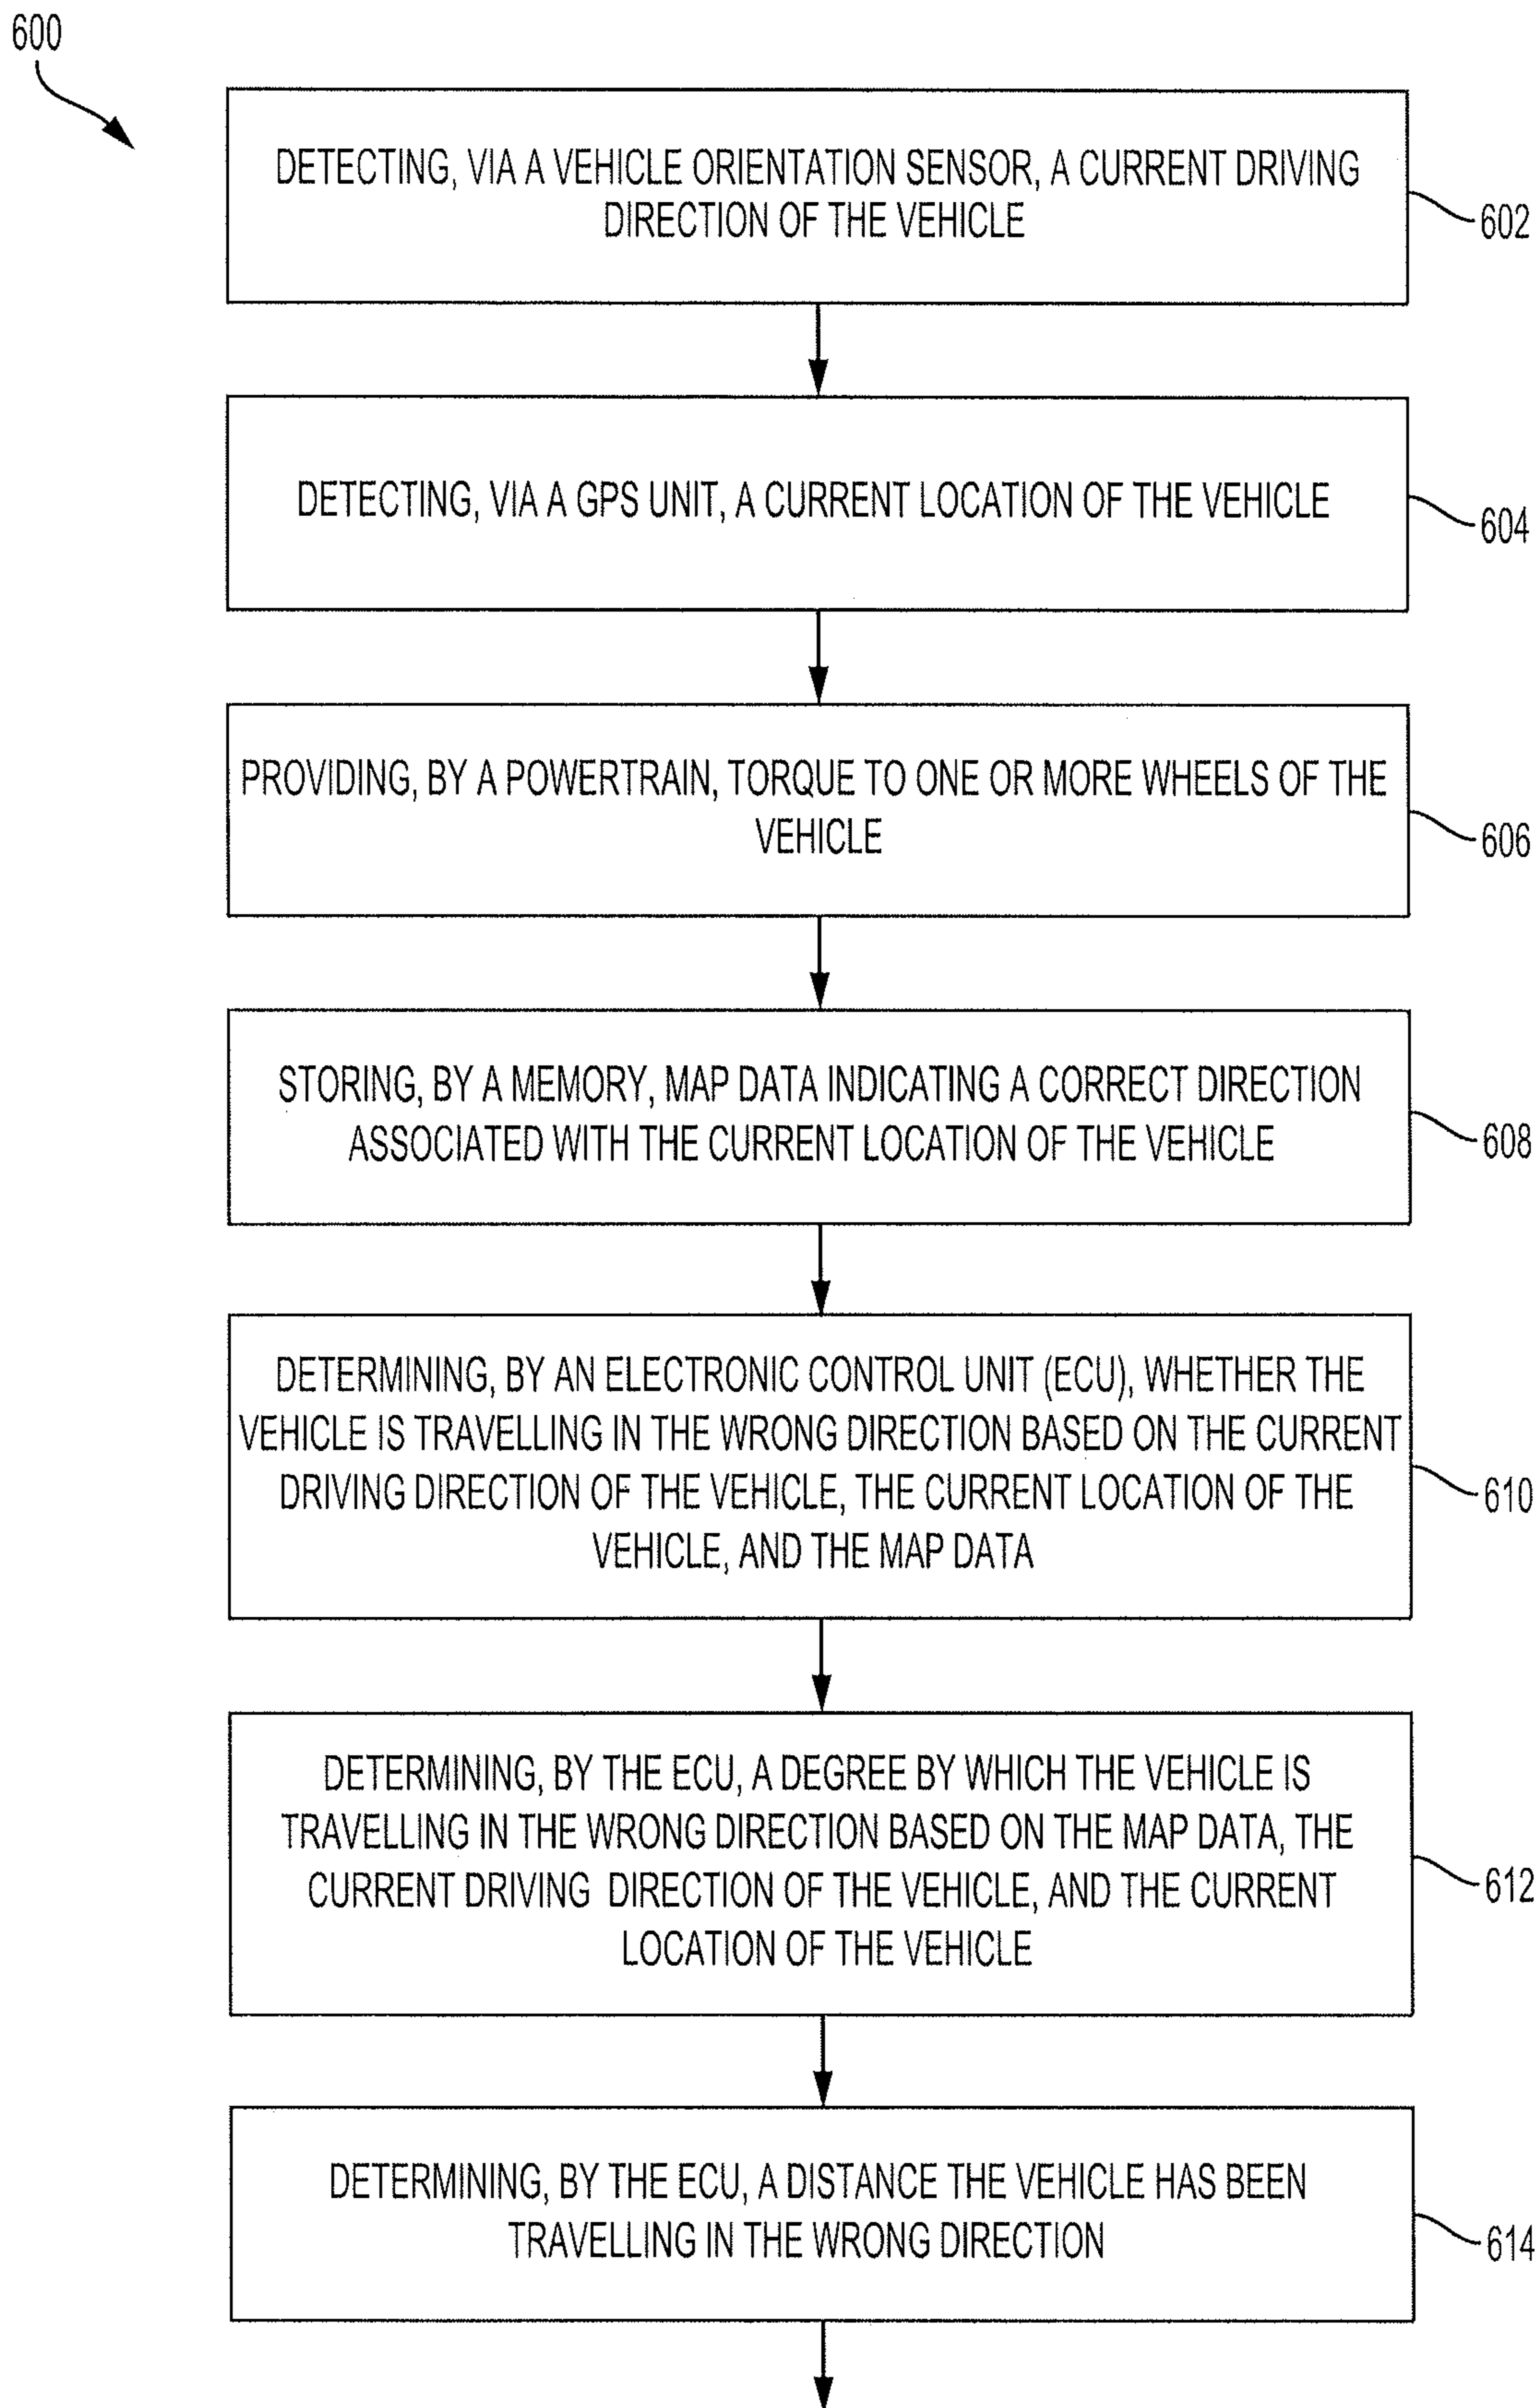 600
DETECTING, VIA A VEHICLE ORIENTATION SENSOR, A CURRENT DRIVING
DIRECTION OF THE VEHICLE
602
DETECTING, VIA A GPS UNIT, A CURRENT LOCATION OF THE VEHICLE
604
PROVIDING, BY A POWERTRAIN, TORQUE TO ONE OR MORE WHEELS OF THE
VEHICLE
606
STORING, BY A MEMORY, MAP DATA INDICATING A CORRECT DIRECTION
ASSOCIATED WITH THE CURRENT LOCATION OF THE VEHICLE
608
DETERMINING, BY AN ELECTRONIC CONTROL UNIT (ECU), WHETHER THE
VEHICLE IS TRAVELLING IN THE WRONG DIRECTION BASED ON THE CURRENT
DRIVING DIRECTION OF THE VEHICLE, THE CURRENT LOCATION OF THE
VEHICLE, AND THE MAP DATA
610
DETERMINING, BY THE ECU, A DEGREE BY WHICH THE VEHICLE IS
TRAVELLING IN THE WRONG DIRECTION BASED ON THE MAP DATA, THE
CURRENT DRIVING DIRECTION OF THE VEHICLE, AND THE CURRENT
LOCATION OF THE VEHICLE
612
DETERMINING, BY THE ECU, A DISTANCE THE VEHICLE HAS BEEN
TRAVELLING IN THE WRONG DIRECTION
614